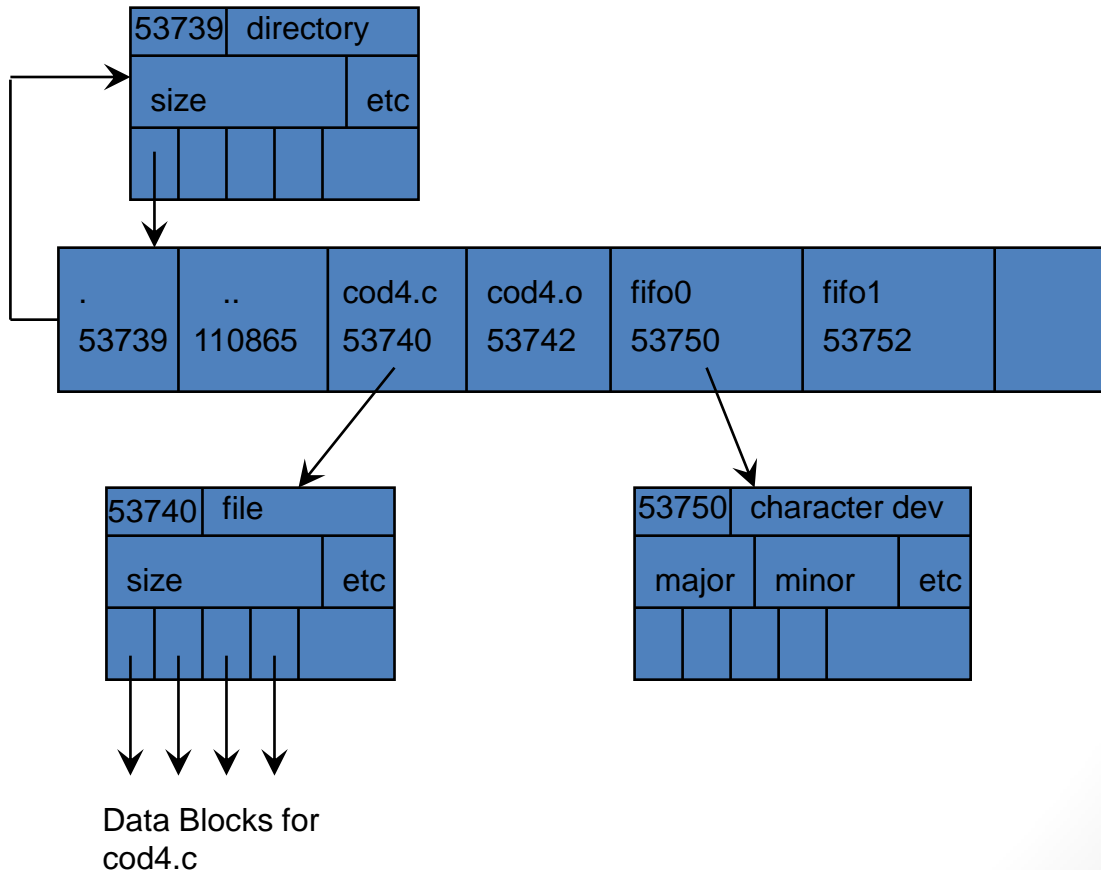 53739 directory
size etc
. .. cod4.c cod4.o fifo0 fifo1
53739 110865 53740 53742 53750 53752
53740 file
size etc
53750 character dev
major minor etc
Data Blocks for
cod4.c